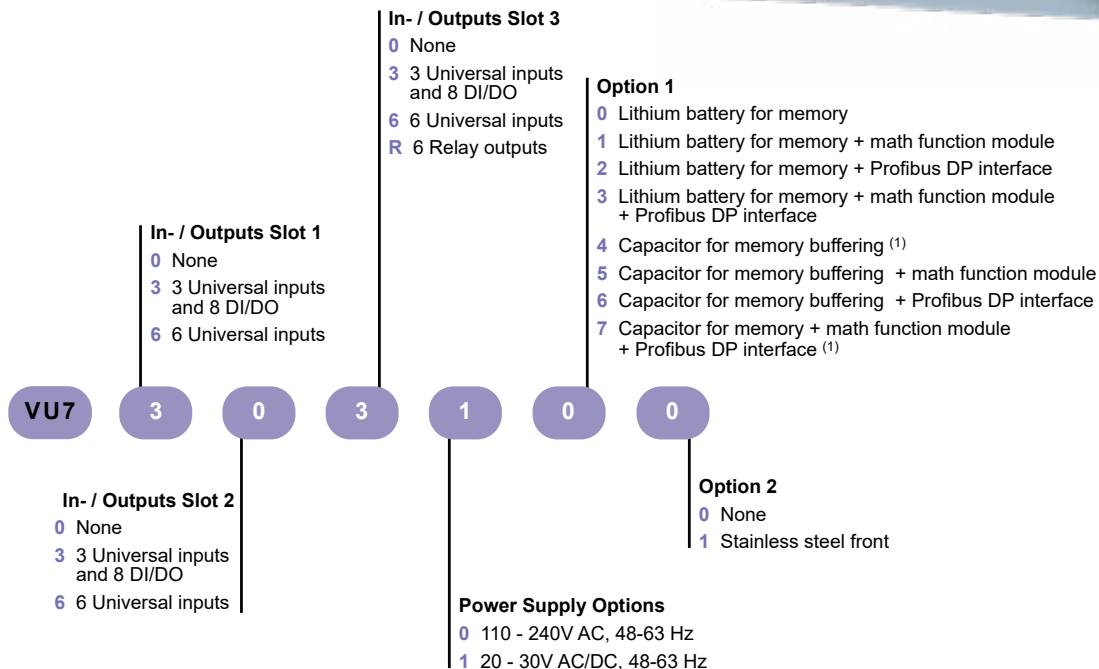 In- / Outputs Slot 3
0 None
3 3 Universal inputs
and 8 DI/DO
6 6 Universal inputs
R 6 Relay outputs
Option 1
0 Lithium battery for memory
1 Lithium battery for memory + math function module
2 Lithium battery for memory + Profibus DP interface
3 Lithium battery for memory + math function module
+ Profibus DP interface
4 Capacitor for memory buffering (1)
5 Capacitor for memory buffering + math function module
6 Capacitor for memory buffering + Profibus DP interface
7 Capacitor for memory + math function module
+ Profibus DP interface (1)
In- / Outputs Slot 1
0 None
3 3 Universal inputs
and 8 DI/DO
6 6 Universal inputs
VU7 3 0 3 1 0 0
In- / Outputs Slot 2
0 None
3 3 Universal inputs
and 8 DI/DO
6 6 Universal inputs
Power Supply Options
0 110 - 240V AC, 48-63 Hz
1 20 - 30V AC/DC, 48-63 Hz
Option 2
0 None
1 Stainless steel front